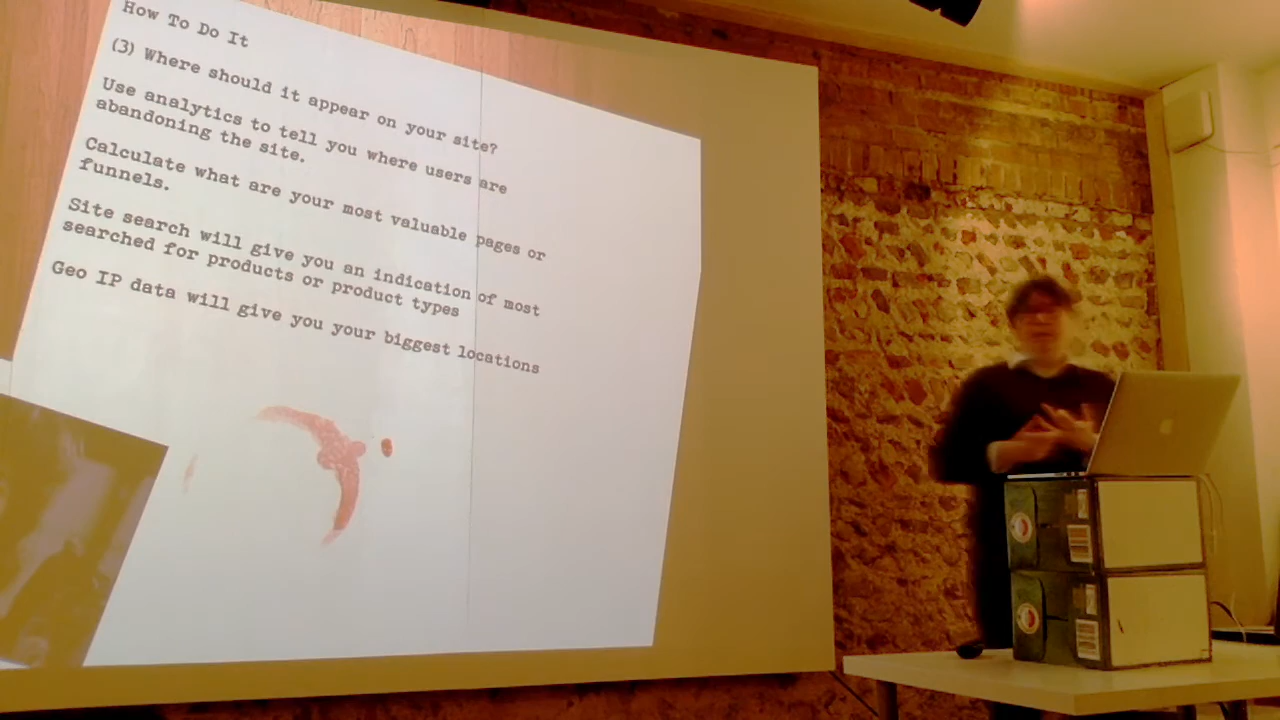 How To Do It
(3) Where should it appear on your site?
Use analytics to tell you where users are
abandoning the site.
Calculate what are your most valuable pages or
funnels.
Site search will give you an indication of most
searched for products or product types
Geo IP data will give you your biggest locations